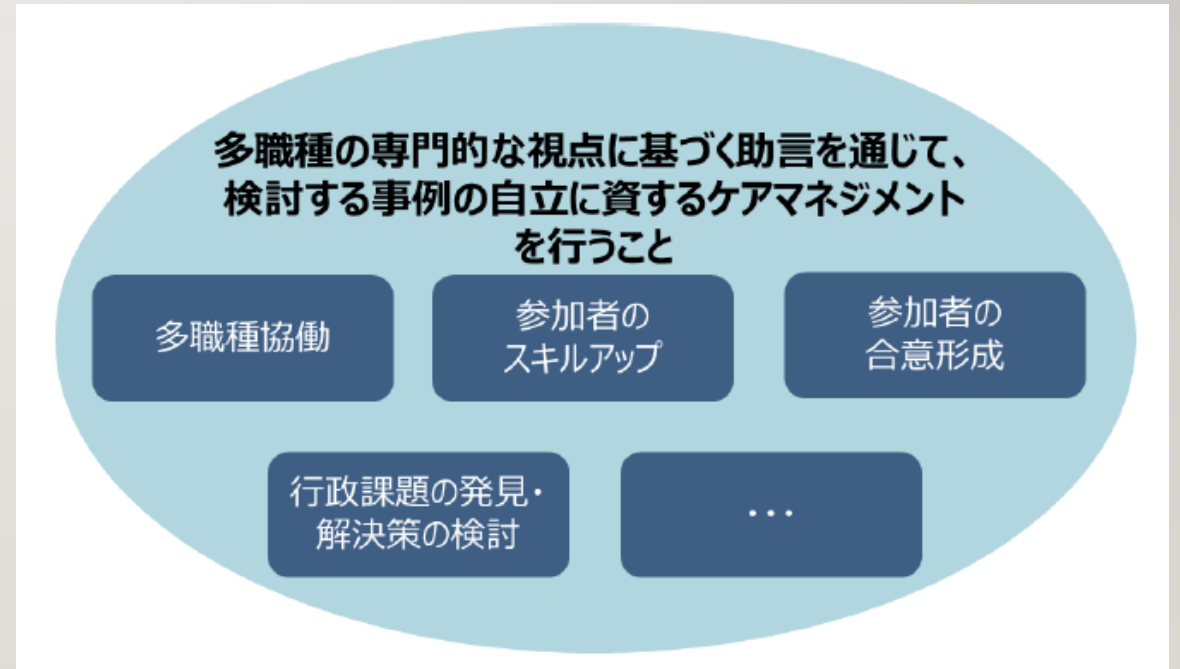 多職種の専門的な視点に基づく助言を通じて、
検討する事例の自立に資するケアマネジメント
を行うこと
多職種協働
参加者の
スキルアップ
参加者の
合意形成
行政課題の発見・
解決策の検討
・・・